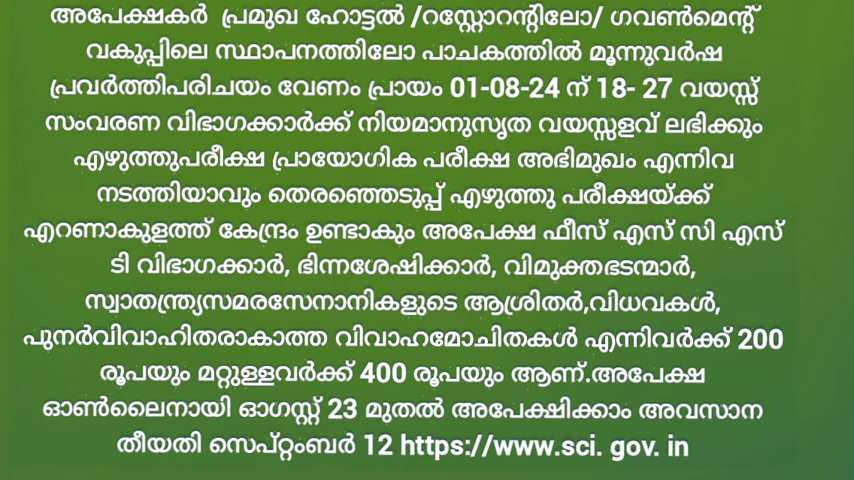 അപേക്ഷകർ പ്രമുഖ ഹോട്ടൽ /റസ്റ്റോറന്റിലോ/ ഗവൺമെന്റ്
വകുപ്പിലെ സ്ഥാപനത്തിലോ പാചകത്തിൽ മൂന്നുവർഷ
പ്രവർത്തിപരിചയം വേണം പ്രായം 01-08-24 ന് 18- 27 വയസ്സ്
സംവരണ വിഭാഗക്കാർക്ക് നിയമാനുസൃത വയസ്സളവ് ലഭിക്കും
എഴുത്തുപരീക്ഷ പ്രായോഗിക പരീക്ഷ അഭിമുഖം എന്നിവ
നടത്തിയാവും തെരഞ്ഞെടുപ്പ് എഴുത്തു പരീക്ഷയ്ക്ക്
എറണാകുളത്ത് കേന്ദ്രം ഉണ്ടാകും അപേക്ഷ ഫീസ് എസ് സി എസ്
ടി വിഭാഗക്കാർ, ഭിന്നശേഷിക്കാർ, വിമുക്തഭടന്മാർ,
സ്വാതന്ത്ര്യസമരസേനാനികളുടെ ആശ്രിതർ,വിധവകൾ,
പുനർവിവാഹിതരാകാത്ത വിവാഹമോചിതകൾ എന്നിവർക്ക് 200
രൂപയും മറ്റുള്ളവർക്ക് 400 രൂപയും ആണ്.അപേക്ഷ
ഓൺലൈനായി ഓഗസ്റ്റ് 23 മുതൽ അപേക്ഷിക്കാം അവസാന
തീയതി സെപ്റ്റംബർ 12 https://www.sci. gov. in